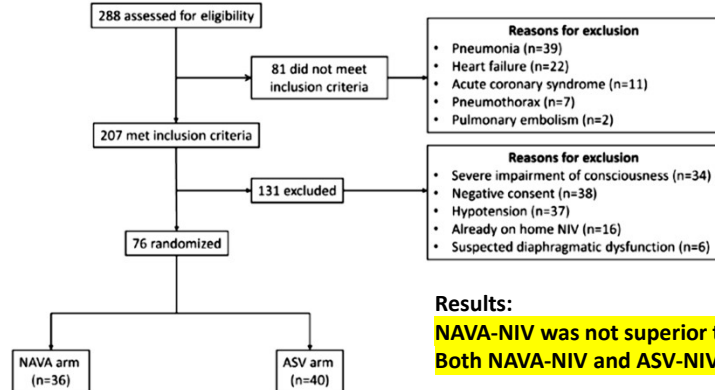 288 assessed for eligibility
81 did not meet
inclusion criteria
Reasons for exclusion
• Pneumonia (n=39)
• Heart failure (n=22)
• Acute coronary syndrome (n=11)
• Pneumothorax (n=7)
• Pulmonary embolism (n=2)
207 met inclusion criteria
131 excluded
Reasons for exclusion
• Severe impairment of consciousness (n=34)
• Negative consent (n=38)
• Hypotension (n=37)
• Already on home NIV (n=16)
• Suspected diaphragmatic dysfunction (n=6)
76 randomized
NAVA arm
(n=36)
ASV arm
(n=40)
Results:
NAVA-NIV was not superior
Both NAVA-NIV and ASV-NIV